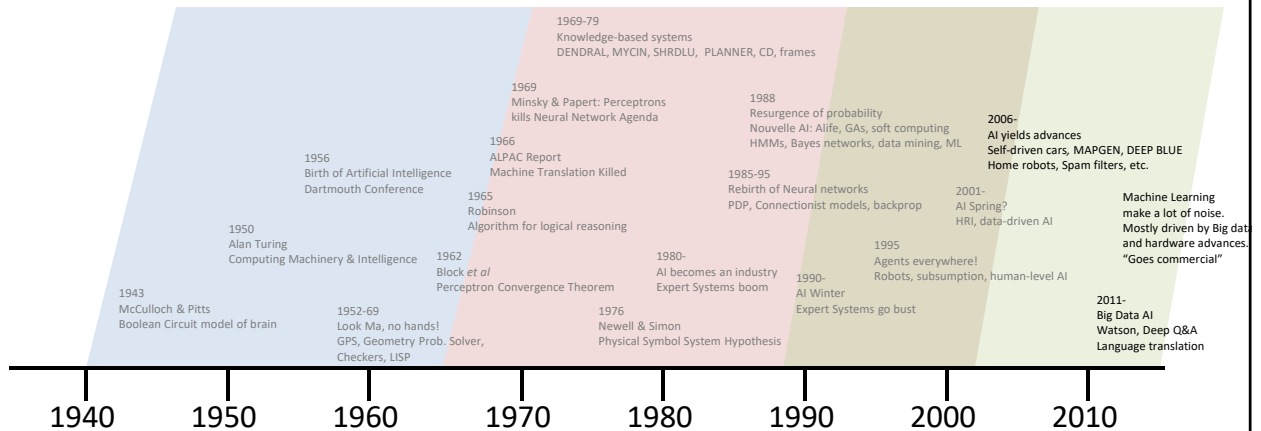 1969-79
Knowledge-based systems
DENDRAL, MYCIN, SHRDLU, PLANNER, CD, frames
1969
Minsky & Papert: Perceptrons
kills Neural Network Agenda
1988
Resurgence of probability
Nouvelle AI: Alife, GAs, soft computing
HMMs, Bayes networks, data mining, ML
2006-
AI yields advances
Self-driven cars, MAPGEN, DEEP BLUE
Home robots, Spam filters, etc.
1966
ALPAC Report
Machine Translation Killed
1956
Birth of Artificial Intelligence
Dartmouth Conference
1985-95
Rebirth of Neural networks
PDP, Connectionist models, backprop
2001-
AI Spring?
HRI, data-driven AI
Machine Learning
make a lot of noise.
Mostly driven by Big data
and hardware advances.
“Goes commercial”
1965
Robinson
Algorithm for logical reasoning
1950
Alan Turing
Computing Machinery & Intelligence
1995
Agents everywhere!
Robots, subsumption, human-level AI
1962
Block et al
Perceptron Convergence Theorem
1980-
AI becomes an industry
Expert Systems boom
1990-
AI Winter
Expert Systems go bust
1943
McCulloch & Pitts
Boolean Circuit model of brain
2011-
Big Data AI
Watson, Deep Q&A
Language translation
1952-69
Look Ma, no hands!
GPS, Geometry Prob. Solver,
Checkers, LISP
1976
Newell & Simon
Physical Symbol System Hypothesis
1940 1950 1960 1970 1980 1990 2000 2010